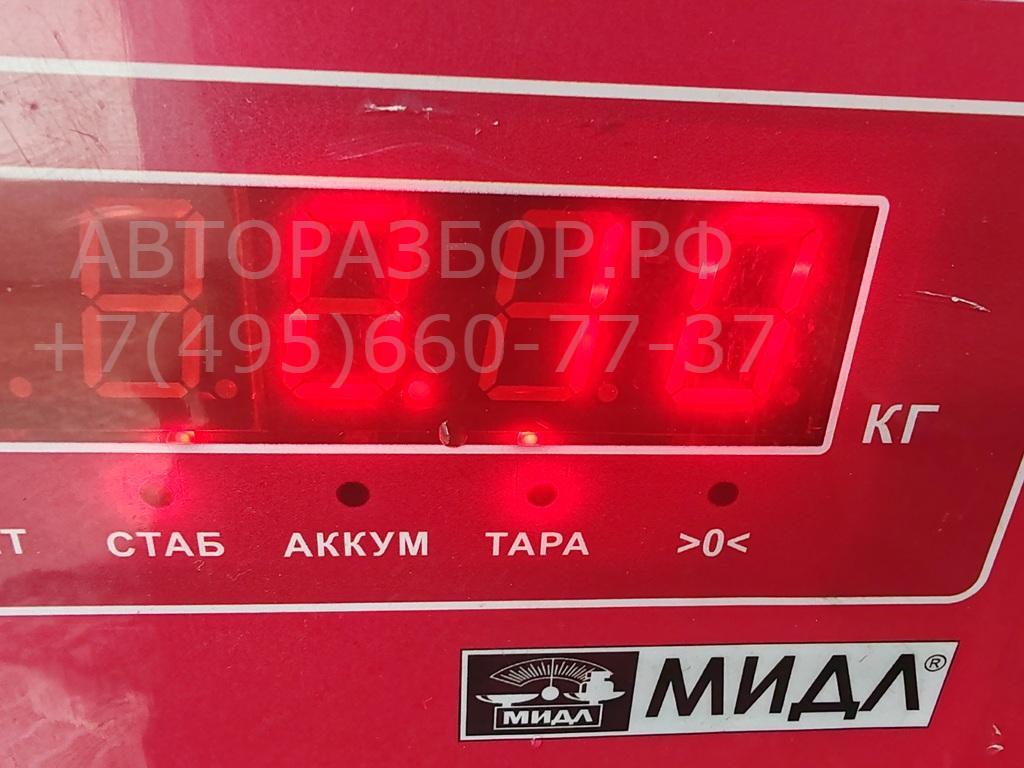 АВТОРАЗБОР.РФ
+7(495)660-77-37
КГ
СТАБ АККУМ ТАРА >0<
МИДЛ МИДЛ®